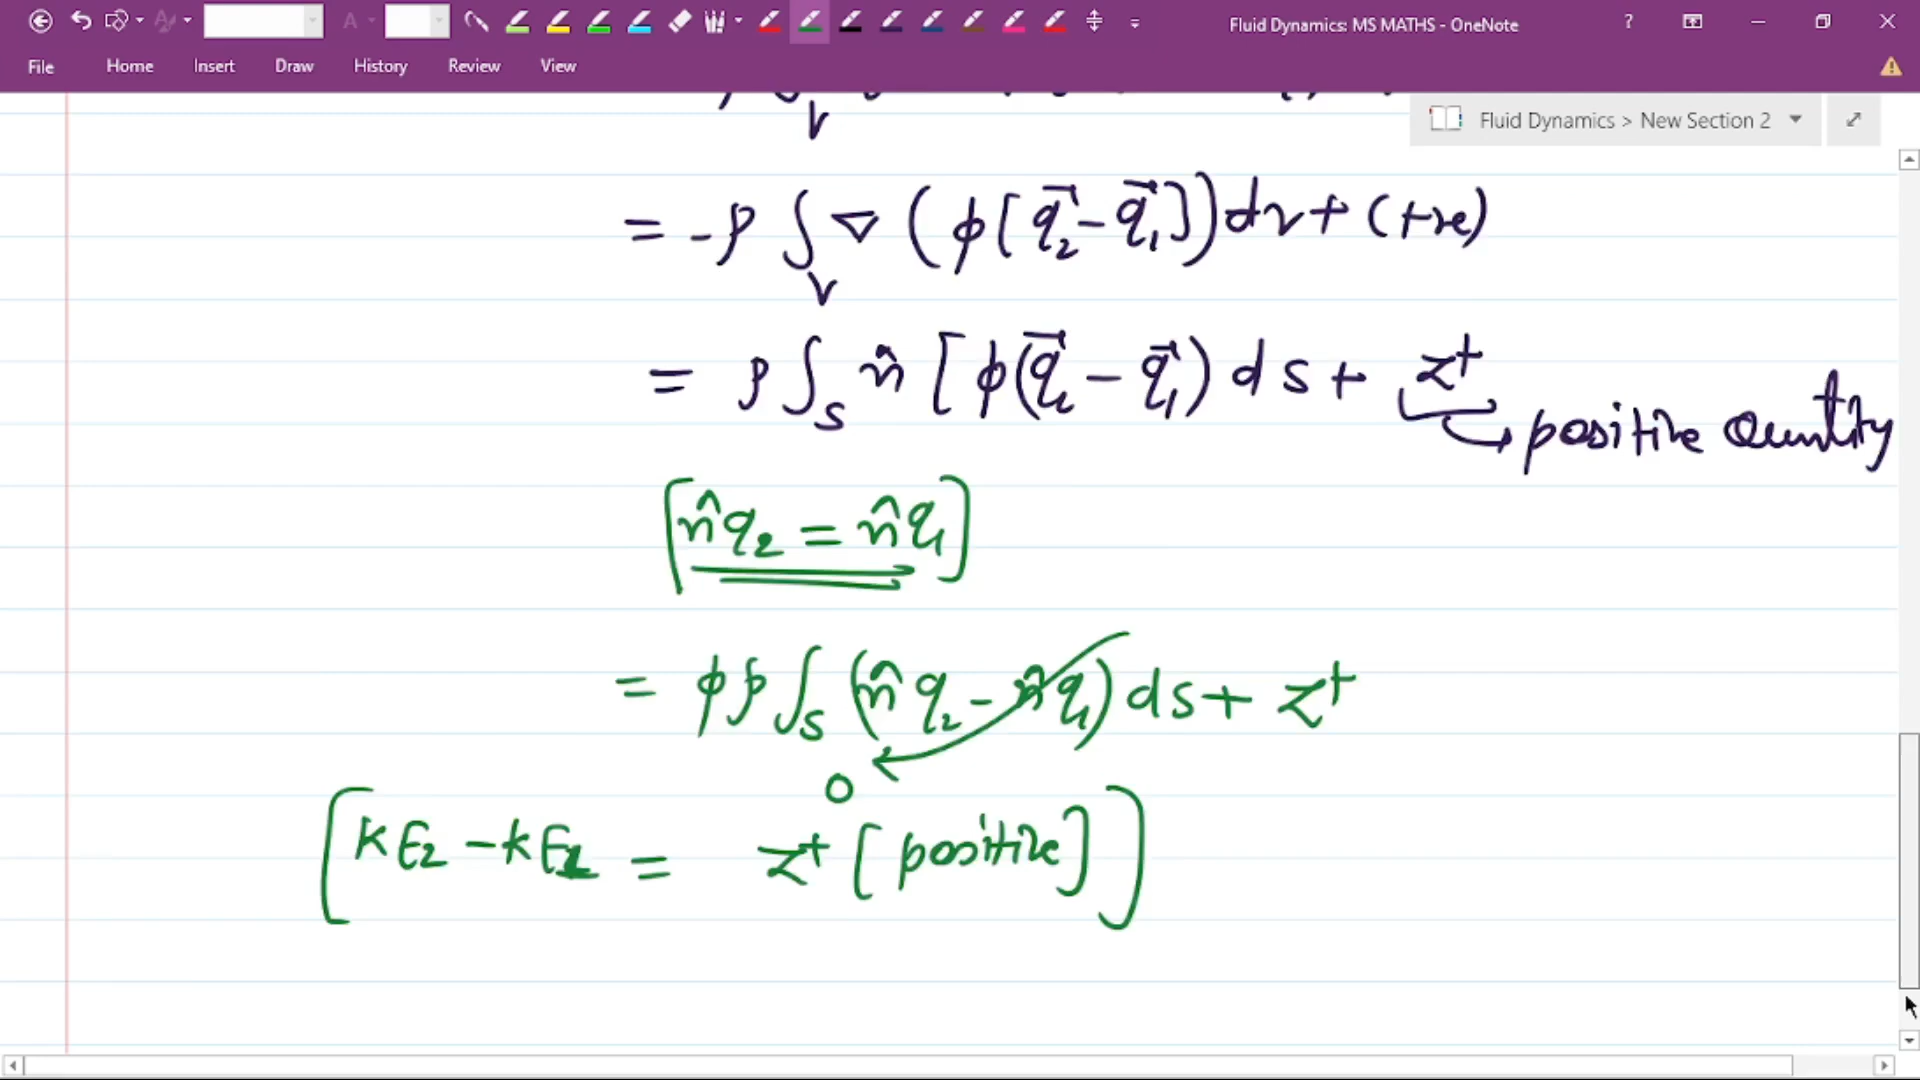 Fluid Dynamics: MS MATHS - OneNote
?
File Home Insert Draw History Review View
Fluid Dynamics > New Section 2
= -ρ ∫_V ∇ (ϕ [q⃗₂ - q⃗₁]) dv + (+ve)
= ρ ∫_S n̂ [ϕ (q⃗₂ - q⃗₁) ds + z⁺
positive Quntity
[n̂q₂ = n̂q₁]
= ϕρ ∫_S (n̂q₂ - n̂q₁) ds + z⁺
0
[KE₂ - KE₁ = z⁺ [positive]]